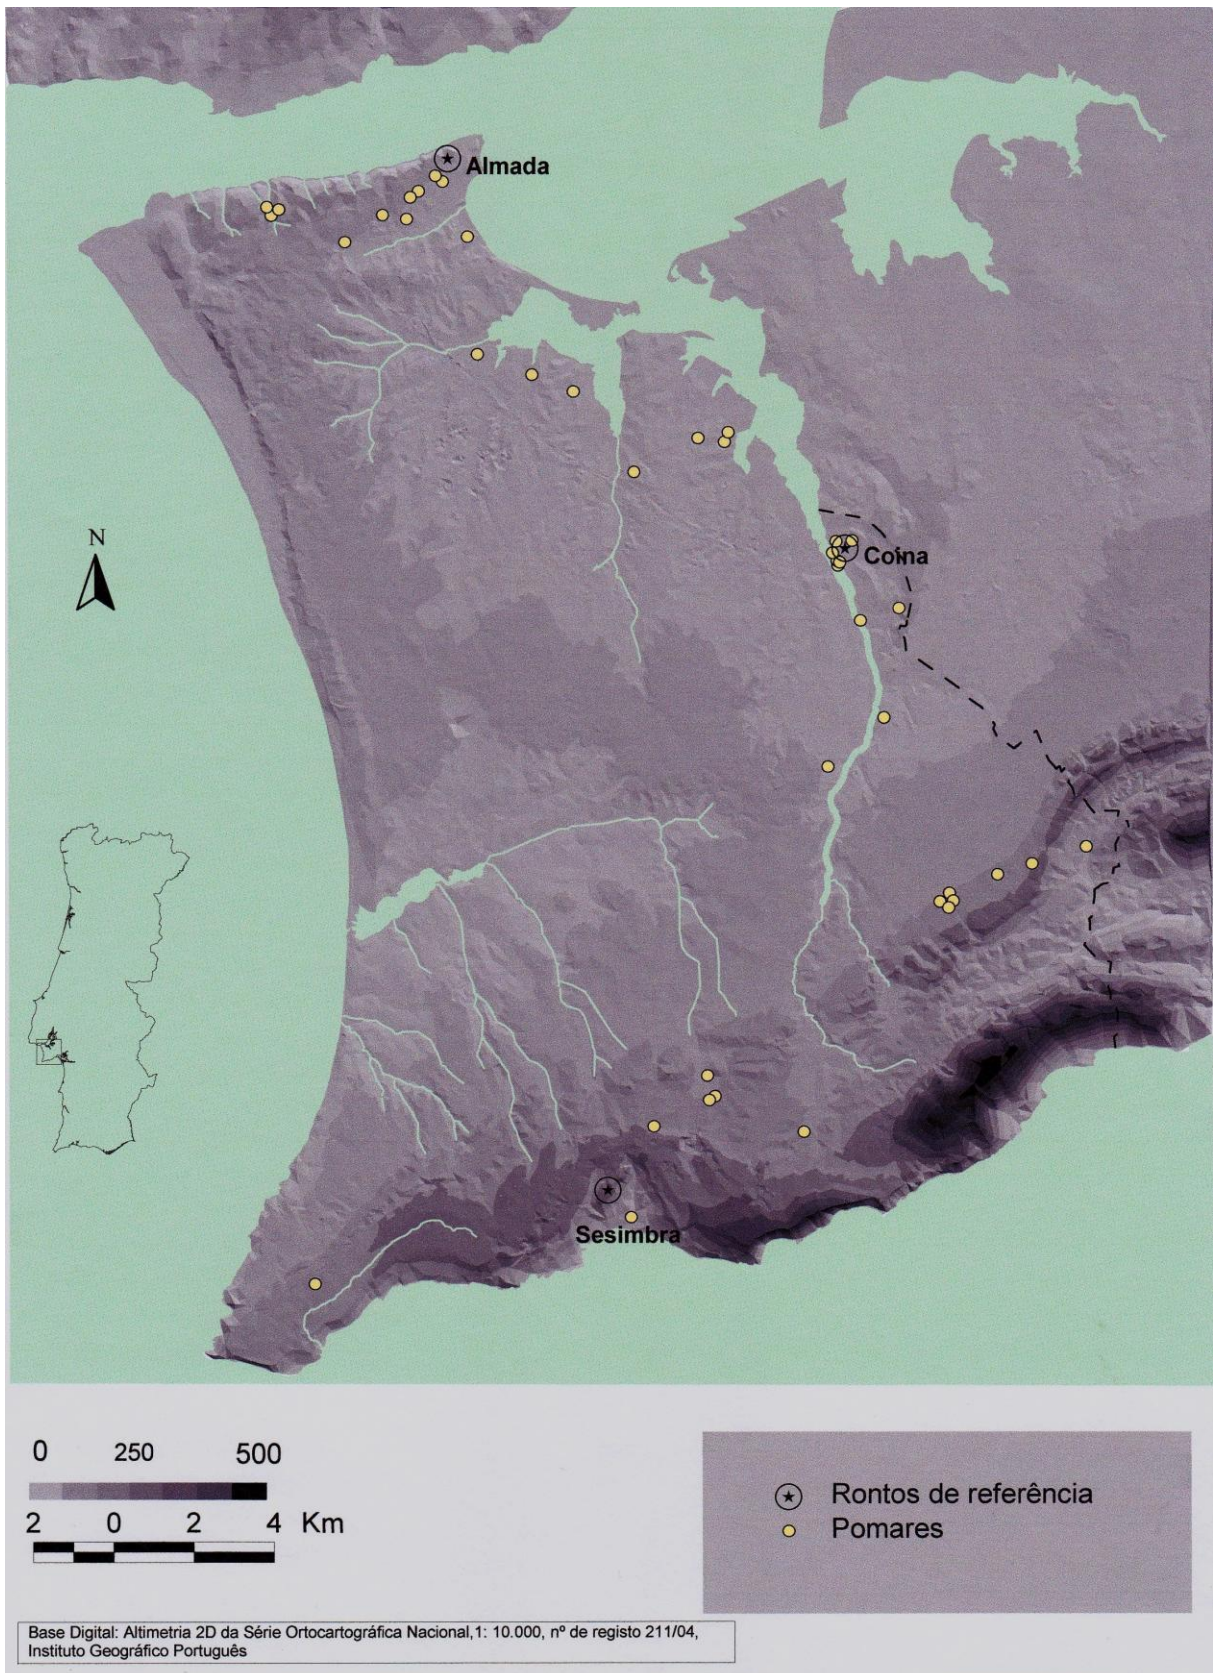 Almada
N
Coina
Sesimbra
0 250 500
2 0 2 4 Km
Rontos de referência
Pomares
Base Digital: Altimetria 2D da Série Ortocartográfica Nacional,1: 10.000, nº de registo 211/04,
Instituto Geográfico Português